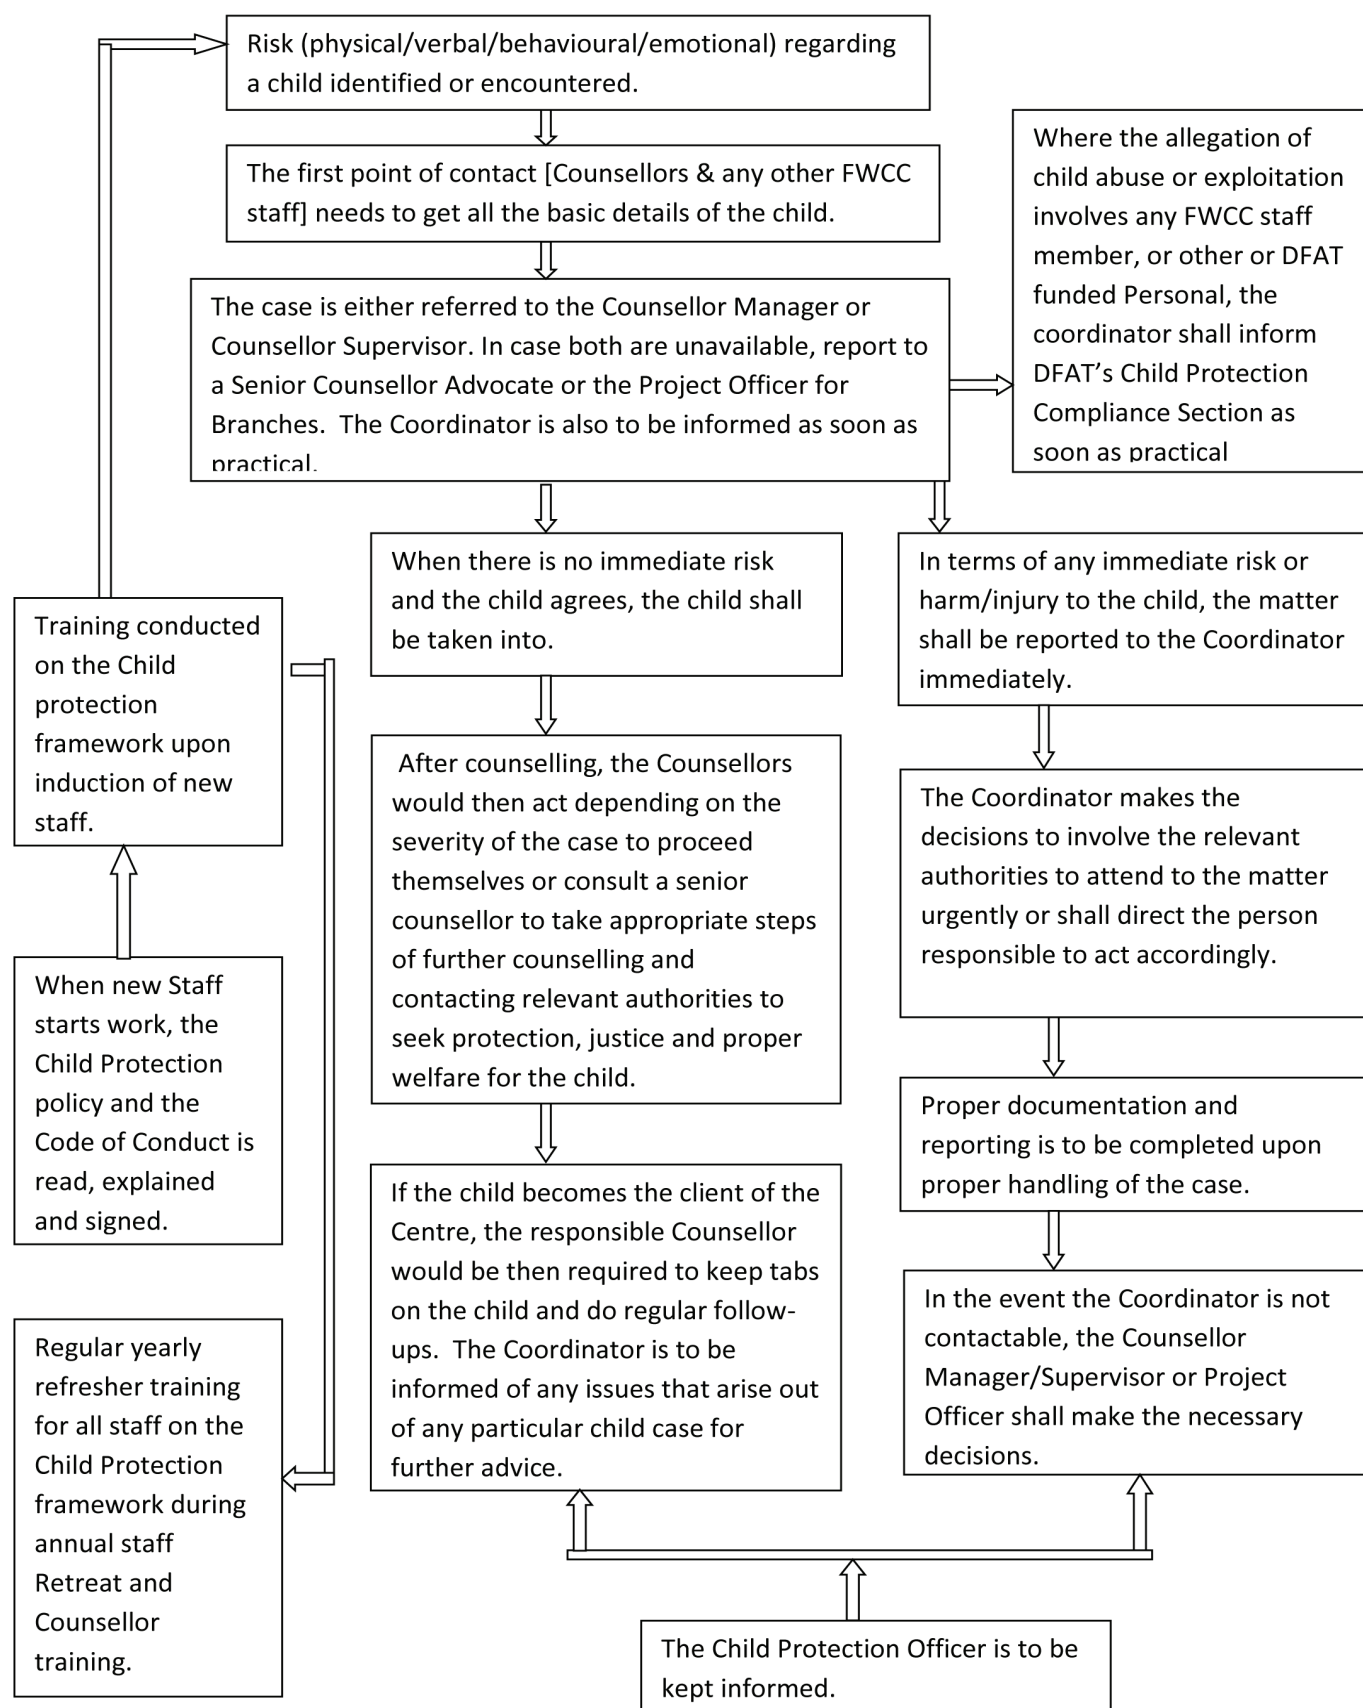 Risk (physical/verbal/behavioural/emotional) regarding
a child identified or encountered.
The first point of contact [Counsellors & any other FWCC
staff] needs to get all the basic details of the child.
The case is either referred to the Counsellor Manager or
Counsellor Supervisor. In case both are unavailable, report to
a Senior Counsellor Advocate or the Project Officer for
Branches.  The Coordinator is also to be informed as soon as
practical.
Where the allegation of
child abuse or exploitation
involves any FWCC staff
member, or other or DFAT
funded Personal, the
coordinator shall inform
DFAT’s Child Protection
Compliance Section as
soon as practical
When there is no immediate risk
and the child agrees, the child shall
be taken into.
After counselling, the Counsellors
would then act depending on the
severity of the case to proceed
themselves or consult a senior
counsellor to take appropriate steps
of further counselling and
contacting relevant authorities to
seek protection, justice and proper
welfare for the child.
If the child becomes the client of the
Centre, the responsible Counsellor
would be then required to keep tabs
on the child and do regular follow-
ups.  The Coordinator is to be
informed of any issues that arise out
of any particular child case for
further advice.
In terms of any immediate risk or
harm/injury to the child, the matter
shall be reported to the Coordinator
immediately.
The Coordinator makes the
decisions to involve the relevant
authorities to attend to the matter
urgently or shall direct the person
responsible to act accordingly.
Proper documentation and
reporting is to be completed upon
proper handling of the case.
In the event the Coordinator is not
contactable, the Counsellor
Manager/Supervisor or Project
Officer shall make the necessary
decisions.
Training conducted
on the Child
protection
framework upon
induction of new
staff.
When new Staff
starts work, the
Child Protection
policy and the
Code of Conduct is
read, explained
and signed.
Regular yearly
refresher training
for all staff on the
Child Protection
framework during
annual staff
Retreat and
Counsellor
training.
The Child Protection Officer is to be
kept informed.